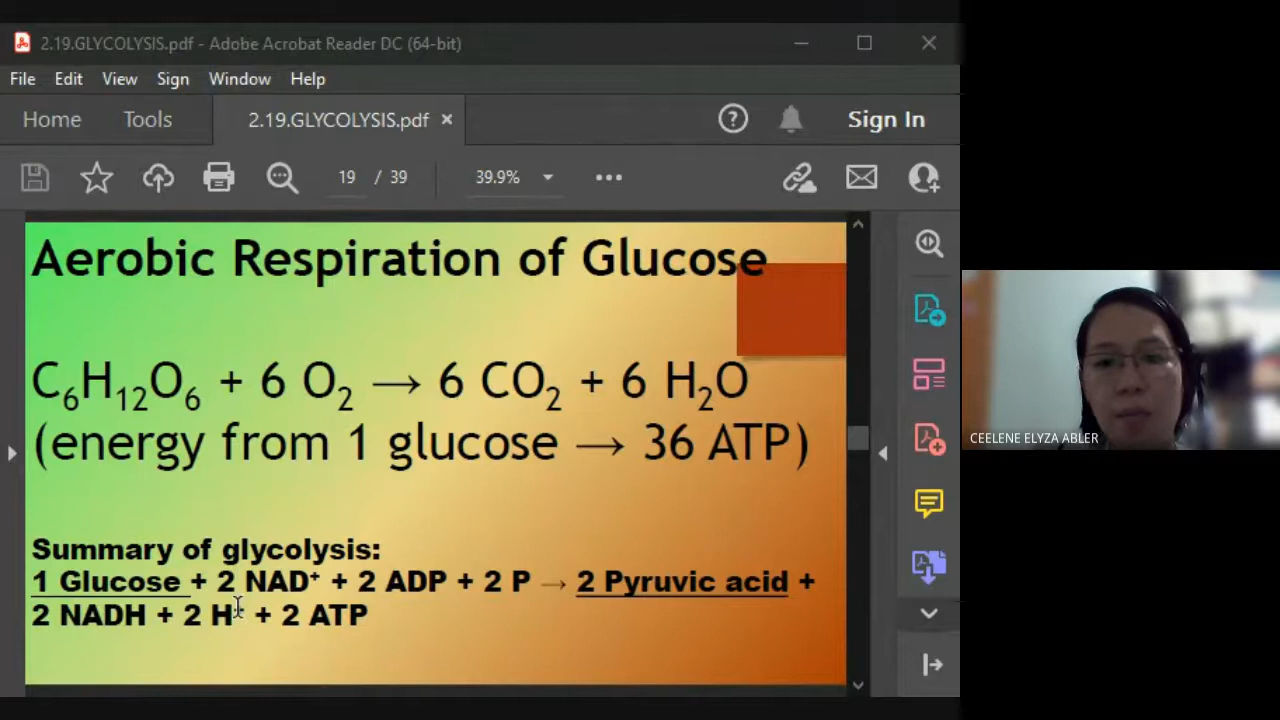 2.19.GLYCOLYSIS.pdf - Adobe Acrobat Reader DC (64-bit)
File Edit View Sign Window Help
Home Tools 2.19.GLYCOLYSIS.pdf × Sign In
19 / 39 39.9%
Aerobic Respiration of Glucose
C₆H₁₂O₆ + 6 O₂ → 6 CO₂ + 6 H₂O
(energy from 1 glucose → 36 ATP)
Summary of glycolysis:
1 Glucose + 2 NAD⁺ + 2 ADP + 2 P → 2 Pyruvic acid +
2 NADH + 2 H⁺ + 2 ATP
CEELENE ELYZA ABLER